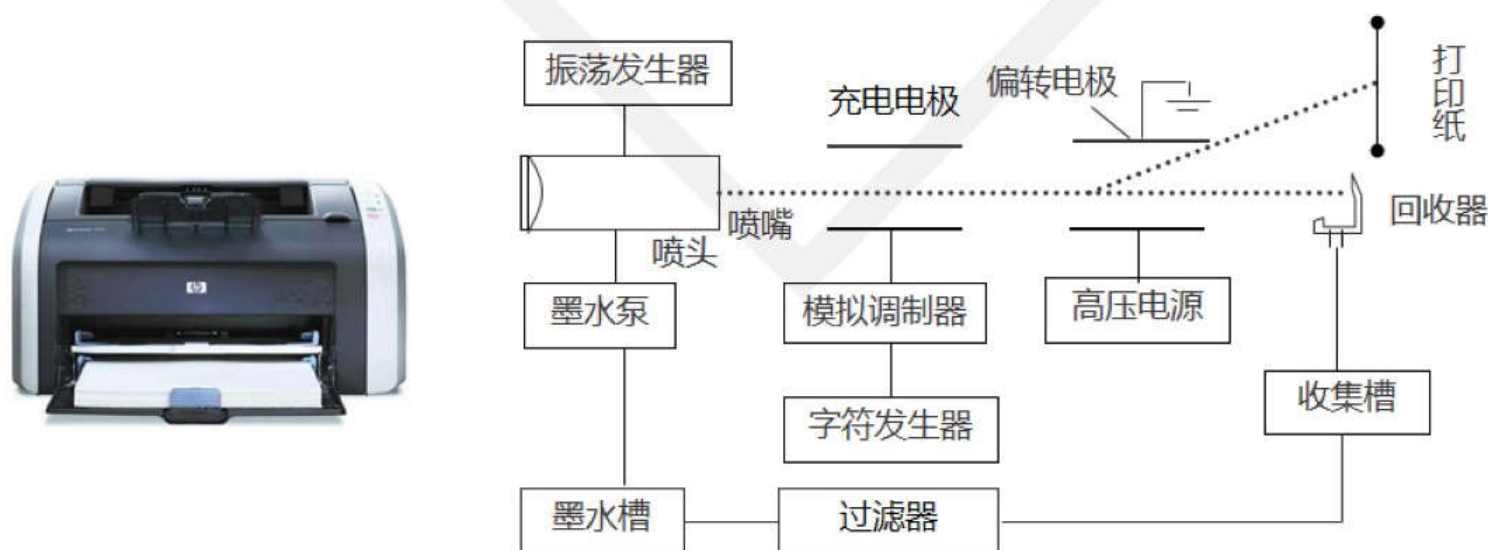 振荡发生器
充电电极
偏转电极
打印纸
喷嘴
喷头
回收器
墨水泵
模拟调制器
高压电源
收集槽
字符发生器
墨水槽
过滤器
hp